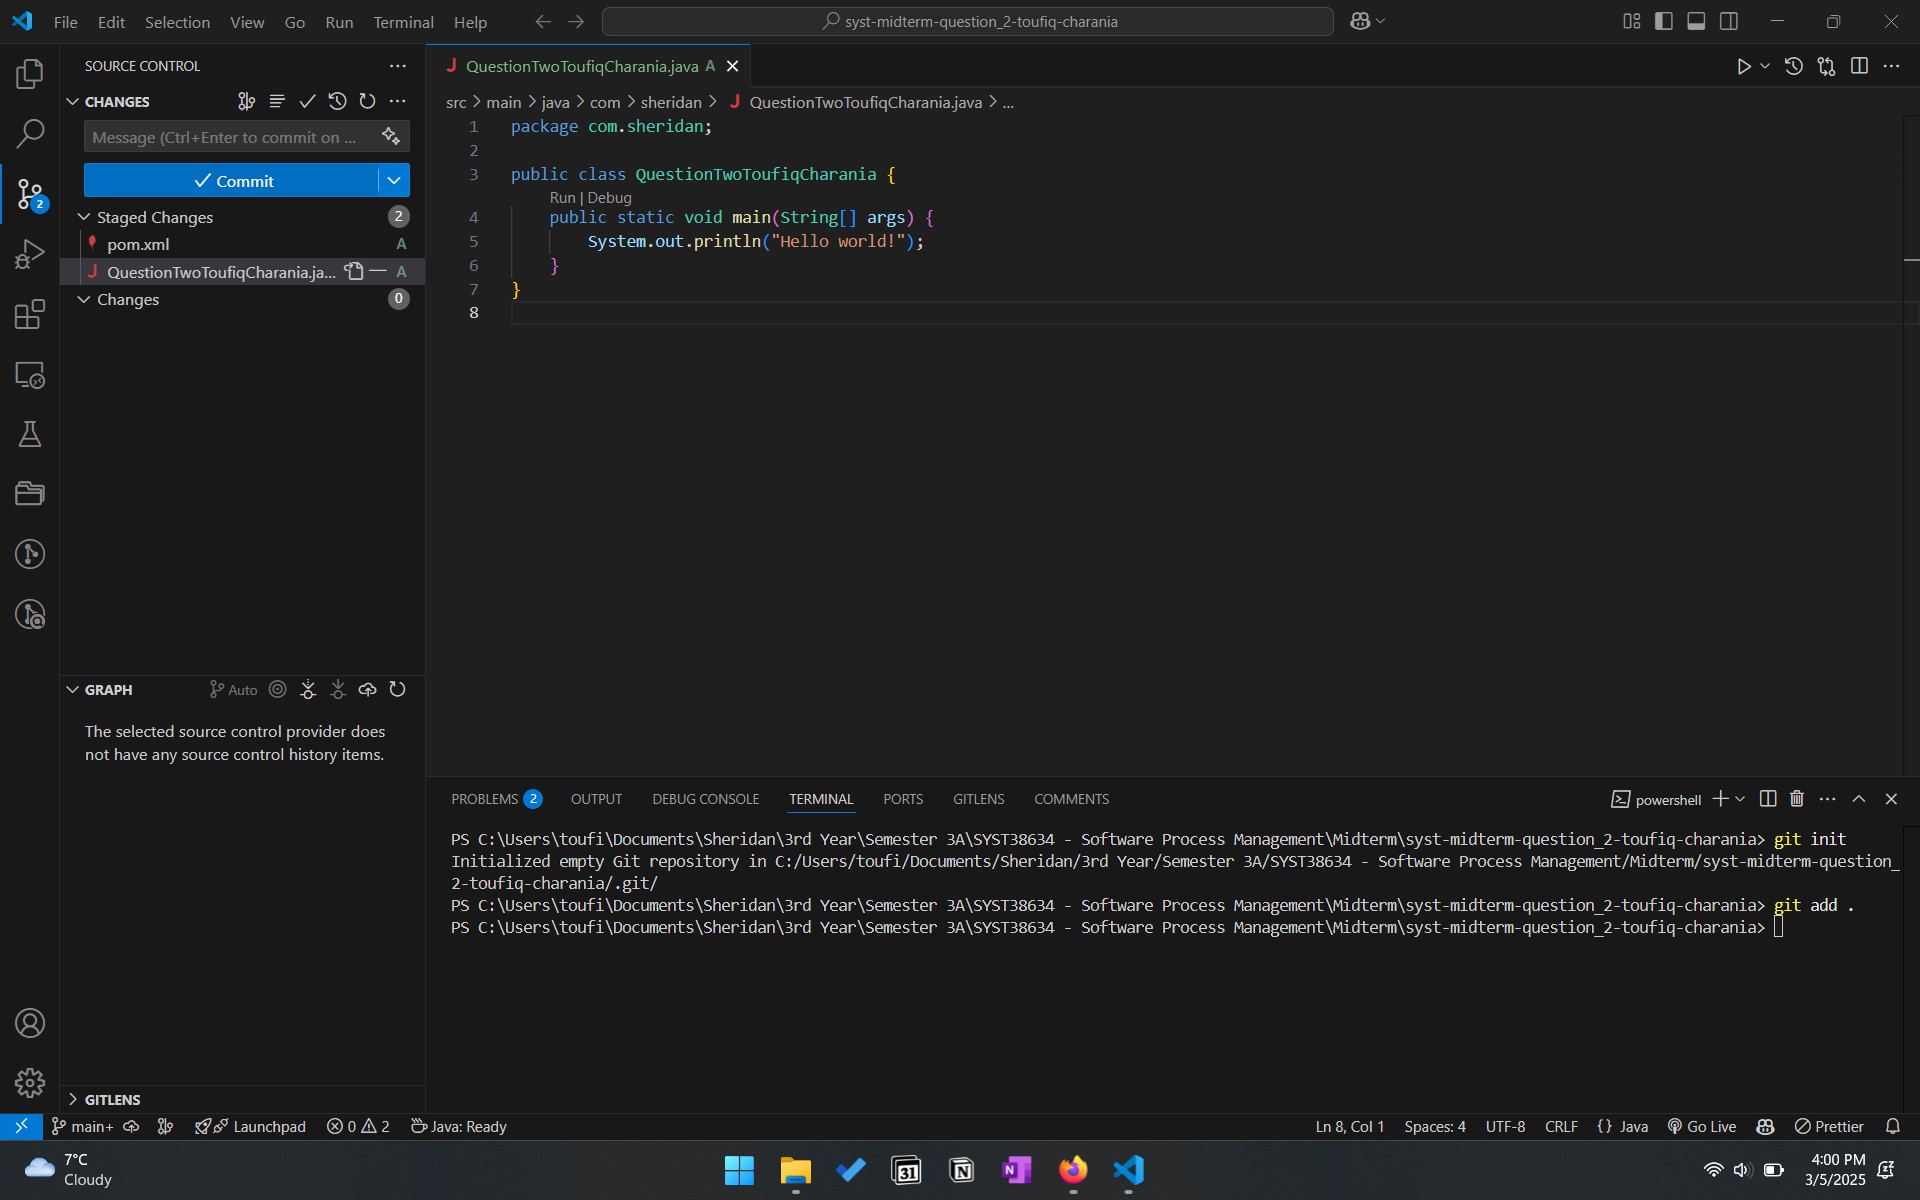 File Edit Selection View Go Run Terminal Help
syst-midterm-question_2-toufiq-charania
SOURCE CONTROL
CHANGES
Message (Ctrl+Enter to commit on ...
Commit
Staged Changes 2
pom.xml A
QuestionTwoToufiqCharania.ja... A
Changes 0
2
GRAPH Auto
The selected source control provider does
not have any source control history items.
GITLENS
J QuestionTwoToufiqCharania.java A
src > main > java > com > sheridan > J QuestionTwoToufiqCharania.java > ...
1 package com.sheridan;
2
3 public class QuestionTwoToufiqCharania {
Run | Debug
4 public static void main(String[] args) {
5 System.out.println("Hello world!");
6 }
7 }
8
PROBLEMS 2 OUTPUT DEBUG CONSOLE TERMINAL PORTS GITLENS COMMENTS
powershell
PS C:\Users\toufi\Documents\Sheridan\3rd Year\Semester 3A\SYST38634 - Software Process Management\Midterm\syst-midterm-question_2-toufiq-charania> git init
Initialized empty Git repository in C:/Users/toufi/Documents/Sheridan/3rd Year/Semester 3A/SYST38634 - Software Process Management/Midterm/syst-midterm-question_
2-toufiq-charania/.git/
PS C:\Users\toufi\Documents\Sheridan\3rd Year\Semester 3A\SYST38634 - Software Process Management\Midterm\syst-midterm-question_2-toufiq-charania> git add .
PS C:\Users\toufi\Documents\Sheridan\3rd Year\Semester 3A\SYST38634 - Software Process Management\Midterm\syst-midterm-question_2-toufiq-charania>
main+ Launchpad 0 2 Java: Ready
Ln 8, Col 1 Spaces: 4 UTF-8 CRLF {} Java Go Live Prettier
7°C
Cloudy
31
N
N
4:00 PM
3/5/2025